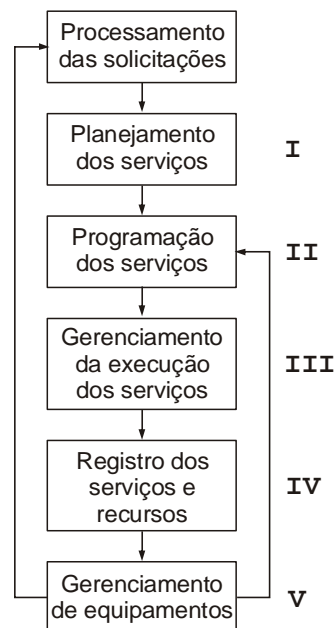 Processamento
das solicitações
Planejamento
dos serviços
I
Programação
dos serviços
II
Gerenciamento
da execução
dos serviços
III
Registro dos
serviços e
recursos
IV
Gerenciamento
de equipamentos
V